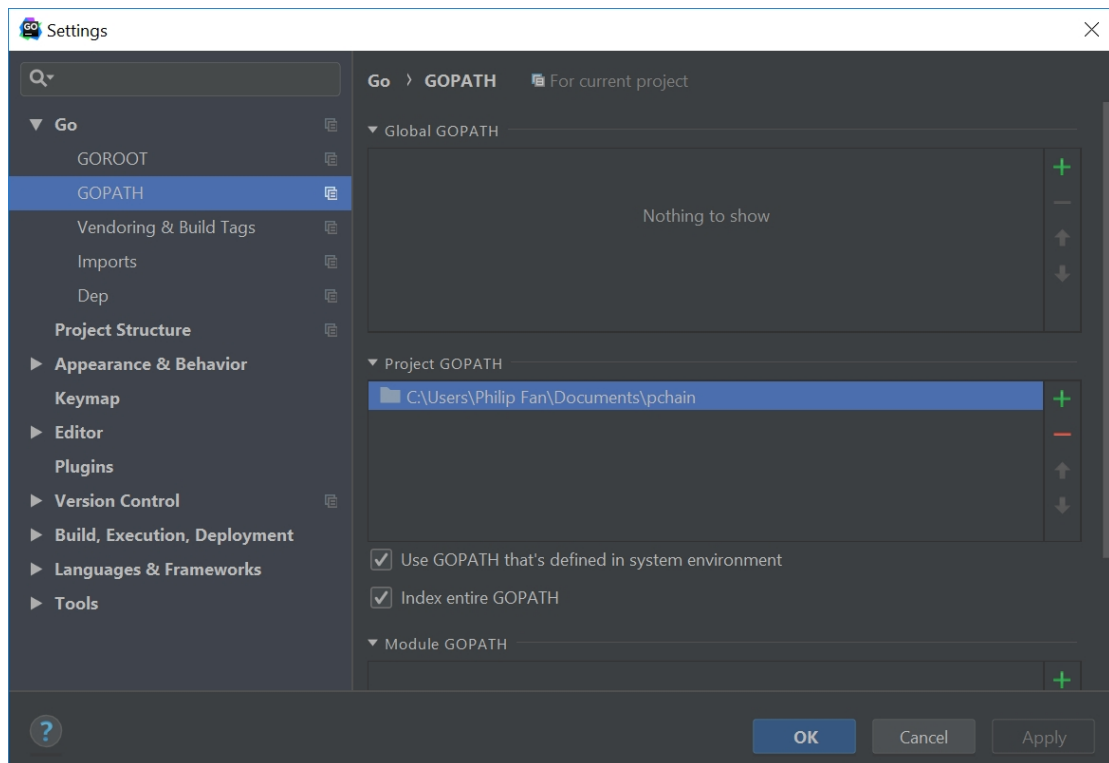 Settings
Go
GOROOT
GOPATH
Vendoring & Build Tags
Imports
Dep
Project Structure
Appearance & Behavior
Keymap
Editor
Plugins
Version Control
Build, Execution, Deployment
Languages & Frameworks
Tools
Go › GOPATH For current project
Global GOPATH
Nothing to show
Project GOPATH
C:\Users\Philip Fan\Documents\pchain
Use GOPATH that's defined in system environment
Index entire GOPATH
Module GOPATH
?
OK Cancel Apply